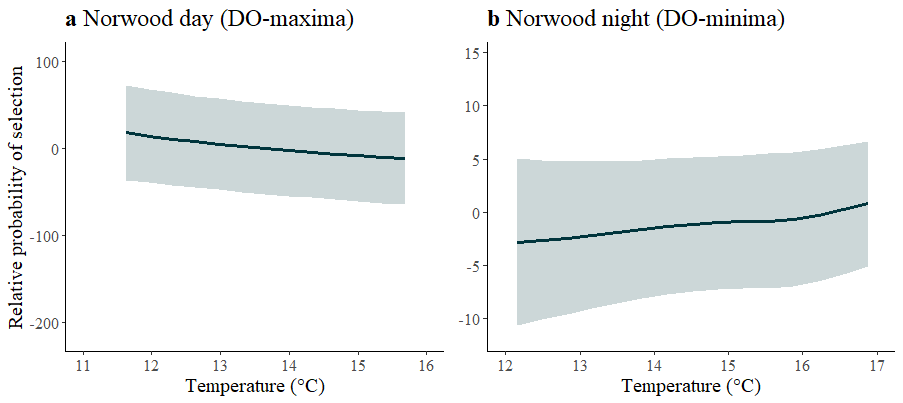 a Norwood day (DO-maxima)
Relative probability of selection
100
0
-100
-200
11 12 13 14 15 16
Temperature (°C)
b Norwood night (DO-minima)
15
10
5
0
-5
-10
12 13 14 15 16 17
Temperature (°C)